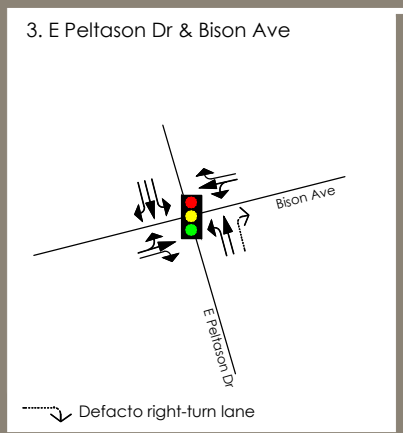 3. E Peltason Dr & Bison Ave
Bison Ave
E Peltason Dr
Defacto right-turn lane